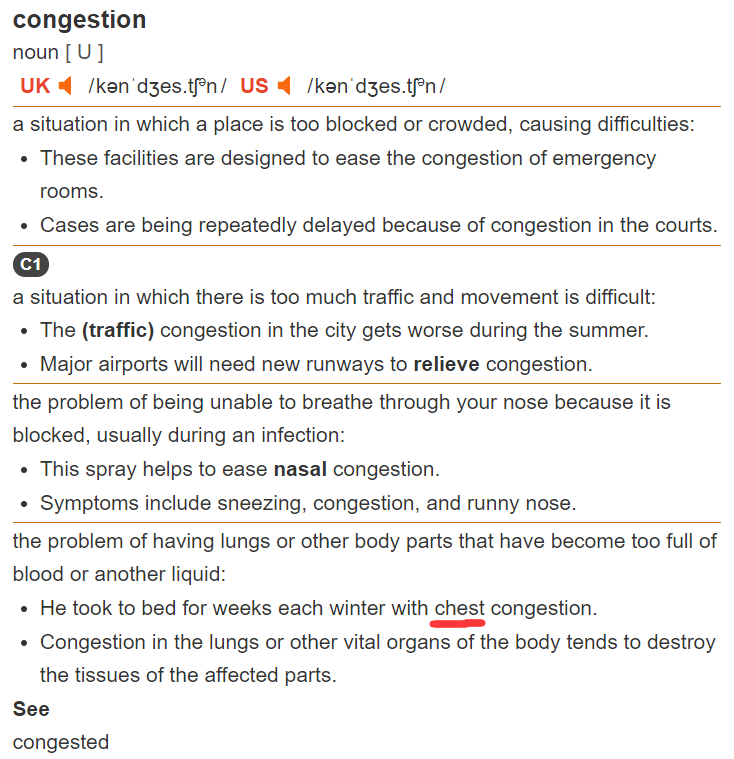 congestion
noun [ U ]
UK /kənˈdʒes.tʃᵊn/ US /kənˈdʒes.tʃᵊn/
a situation in which a place is too blocked or crowded, causing difficulties:
• These facilities are designed to ease the congestion of emergency
rooms.
• Cases are being repeatedly delayed because of congestion in the courts.
C1
a situation in which there is too much traffic and movement is difficult:
• The (traffic) congestion in the city gets worse during the summer.
• Major airports will need new runways to relieve congestion.
the problem of being unable to breathe through your nose because it is
blocked, usually during an infection:
• This spray helps to ease nasal congestion.
• Symptoms include sneezing, congestion, and runny nose.
the problem of having lungs or other body parts that have become too full of
blood or another liquid:
• He took to bed for weeks each winter with chest congestion.
• Congestion in the lungs or other vital organs of the body tends to destroy
the tissues of the affected parts.
See
congested